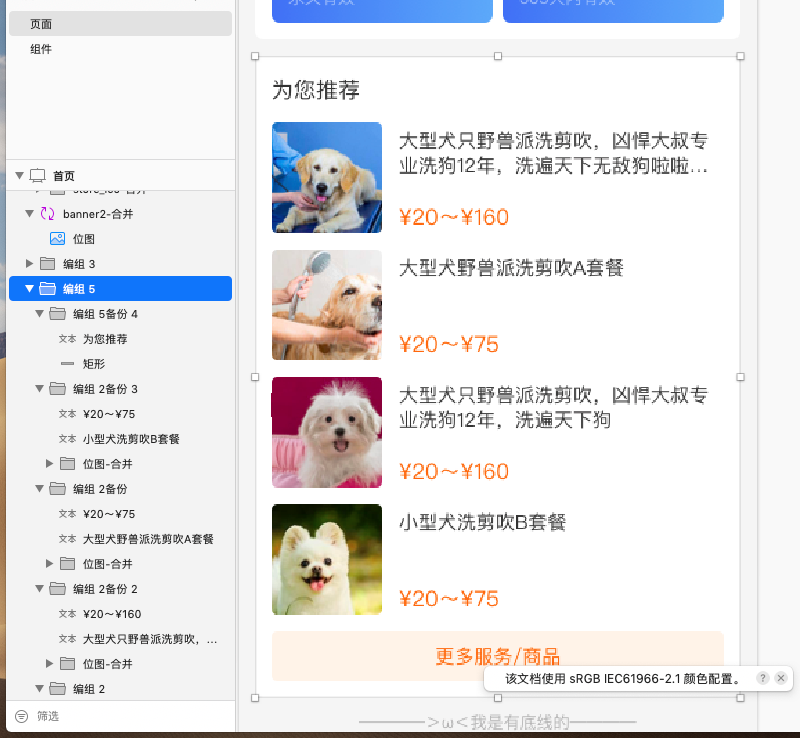 页面
组件
首页
banner2-合并
位图
编组 3
编组 5
编组 5备份 4
文本 为您推荐
矩形
编组 2备份 3
文本 ¥20～¥75
文本 小型犬洗剪吹B套餐
位图-合并
编组 2备份
文本 ¥20～¥75
文本 大型犬野兽派洗剪吹A套餐
位图-合并
编组 2备份 2
文本 ¥20～¥160
文本 大型犬只野兽派洗剪吹，...
位图-合并
编组 2
筛选
为您推荐
大型犬只野兽派洗剪吹，凶悍大叔专
业洗狗12年，洗遍天下无敌狗啦啦...
¥20～¥160
大型犬野兽派洗剪吹A套餐
¥20～¥75
大型犬只野兽派洗剪吹，凶悍大叔专
业洗狗12年，洗遍天下狗
¥20～¥160
小型犬洗剪吹B套餐
¥20～¥75
更多服务/商品
该文档使用 sRGB IEC61966-2.1 颜色配置。 ?
>ω<我是有底线的